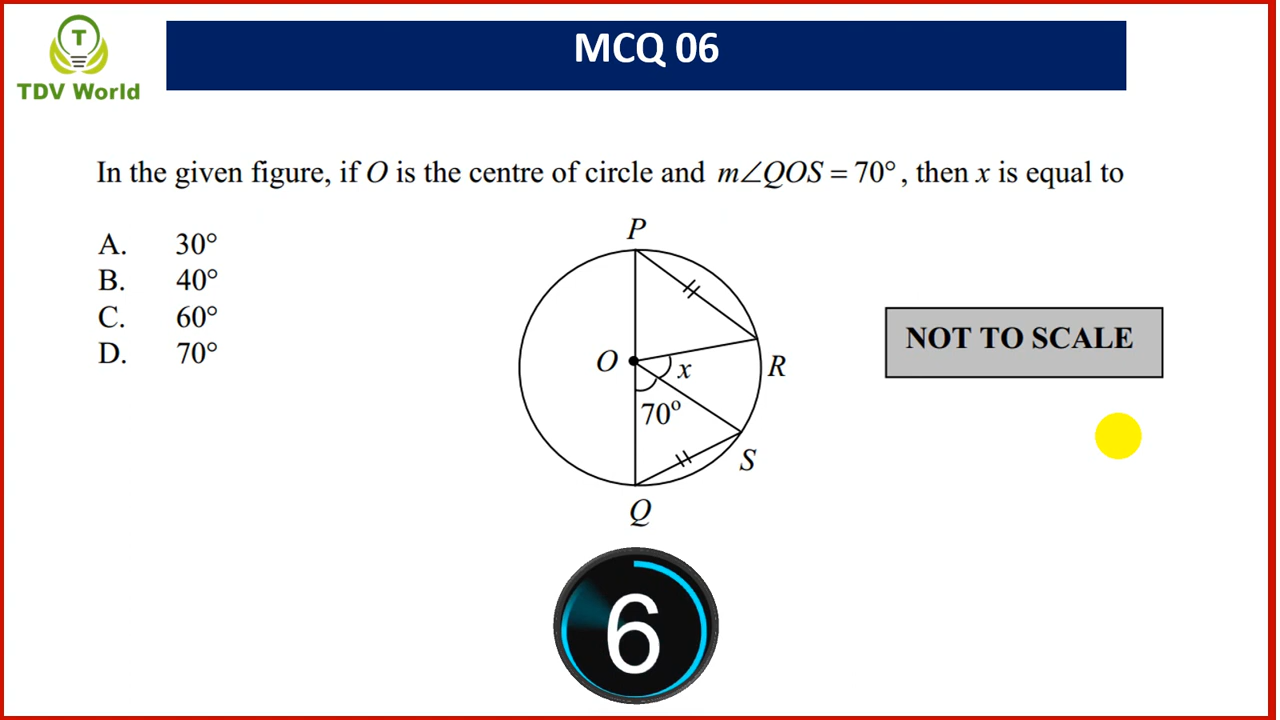 T
TDV World
MCQ 06
In the given figure, if O is the centre of circle and m∠QOS = 70°, then x is equal to
A. 30°
B. 40°
C. 60°
D. 70°
P
O
x
R
70°
S
Q
NOT TO SCALE
6